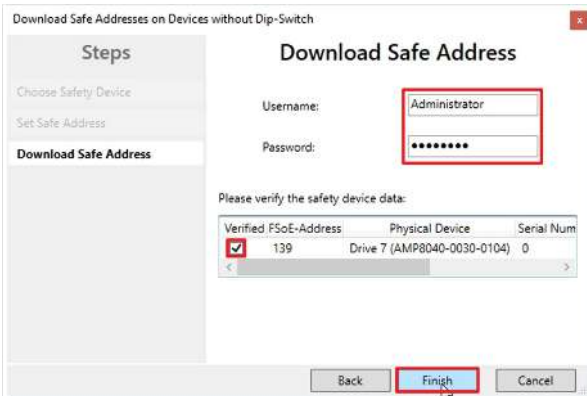 Download Safe Addresses on Devices without Dip-Switch
x
Steps
Choose Safety Device
Set Safe Address
Download Safe Address
Download Safe Address
Username:
Administrator
Password:
••••••••
Please verify the safety device data:
Verified FSoE-Address Physical Device Serial Num
139 Drive 7 (AMP8040-0030-0104) 0
Back Finish Cancel